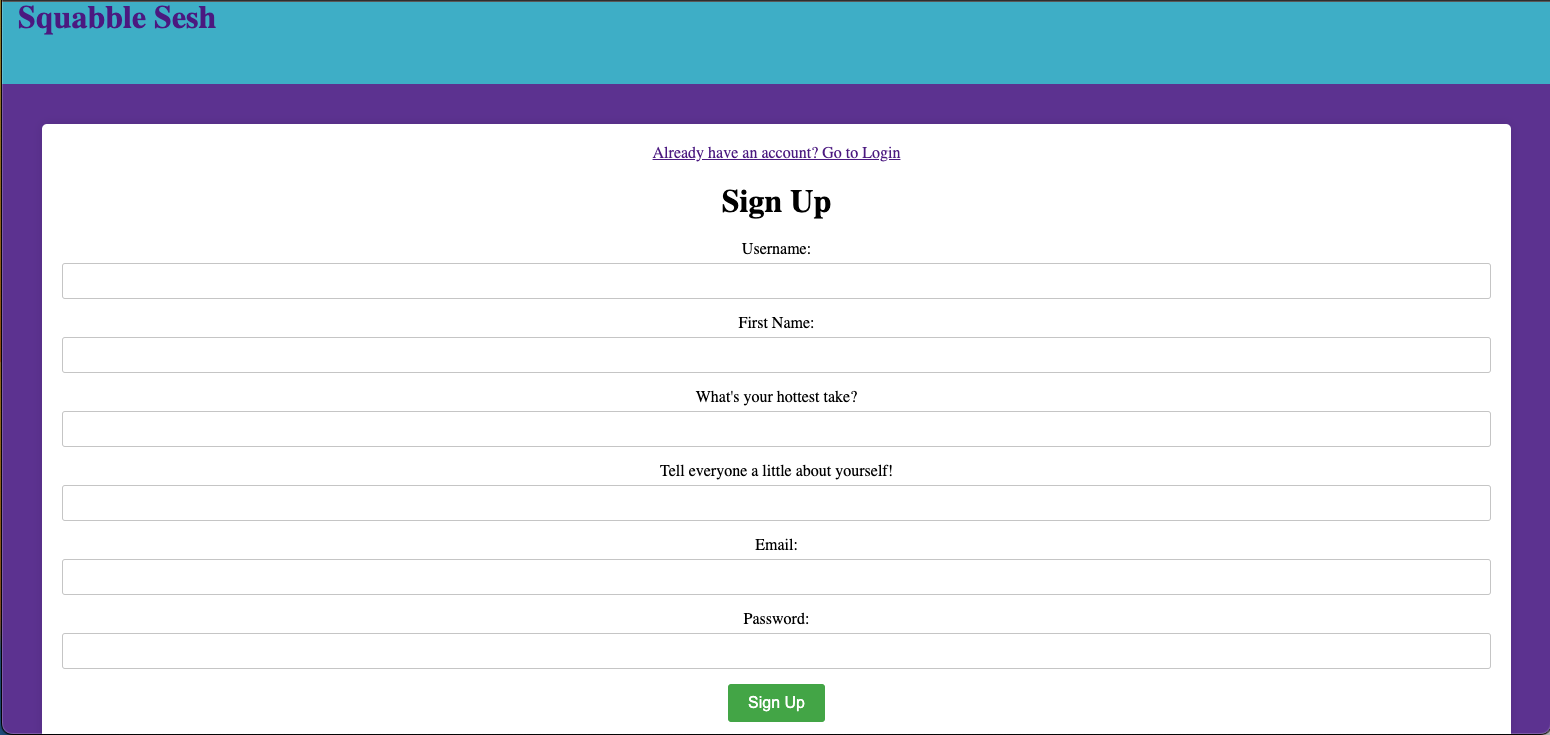 Squabble Sesh
Already have an account? Go to Login
Sign Up
Username:
First Name:
What's your hottest take?
Tell everyone a little about yourself!
Email:
Password:
Sign Up